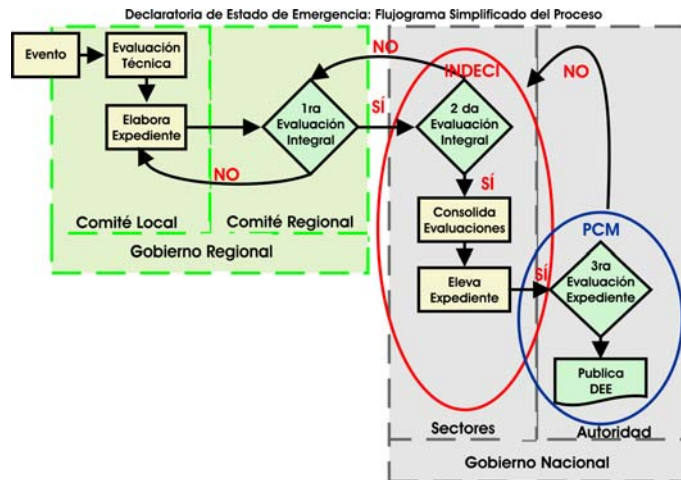 Declaratoria de Estado de Emergencia: Flujograma Simplificado del Proceso
Evento
Evaluación
Técnica
Elabora
Expediente
NO
1ra
Evaluación
Integral
SÍ
NO
INDECI
2 da
Evaluación
Integral
SÍ
Consolida
Evaluaciones
Eleva
Expediente
SÍ
NO
PCM
3ra
Evaluación
Expediente
Publica
DEE
Comité Local
Comité Regional
Gobierno Regional
Sectores
Autoridad
Gobierno Nacional